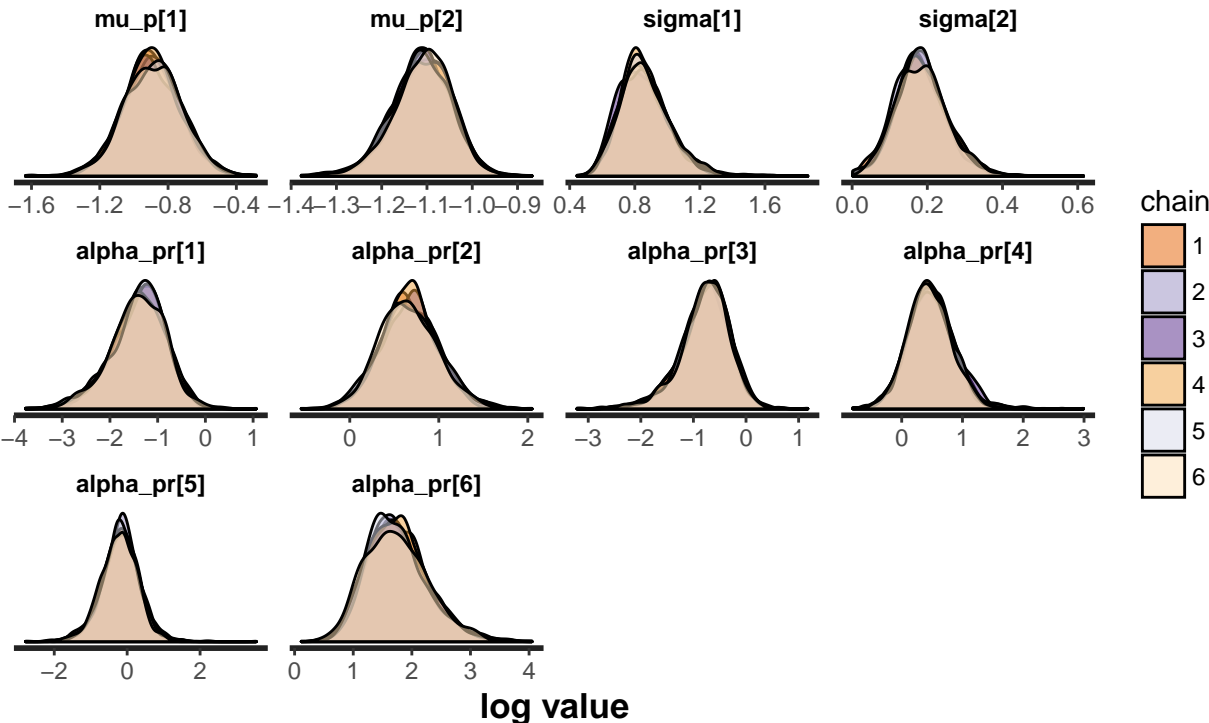 mu_p[1] mu_p[2] sigma[1] sigma[2]
−1.6 −1.2 −0.8 −0.4 −1.4 −1.3 −1.2 −1.1 −1.0 −0.9 0.4 0.8 1.2 1.6 0.0 0.2 0.4 0.6
alpha_pr[1] alpha_pr[2] alpha_pr[3] alpha_pr[4]
−4 −3 −2 −1 0 1 0 1 2 −3 −2 −1 0 1 0 1 2 3
alpha_pr[5] alpha_pr[6]
−2 0 2 0 1 2 3 4
log value
chain
1
2
3
4
5
6